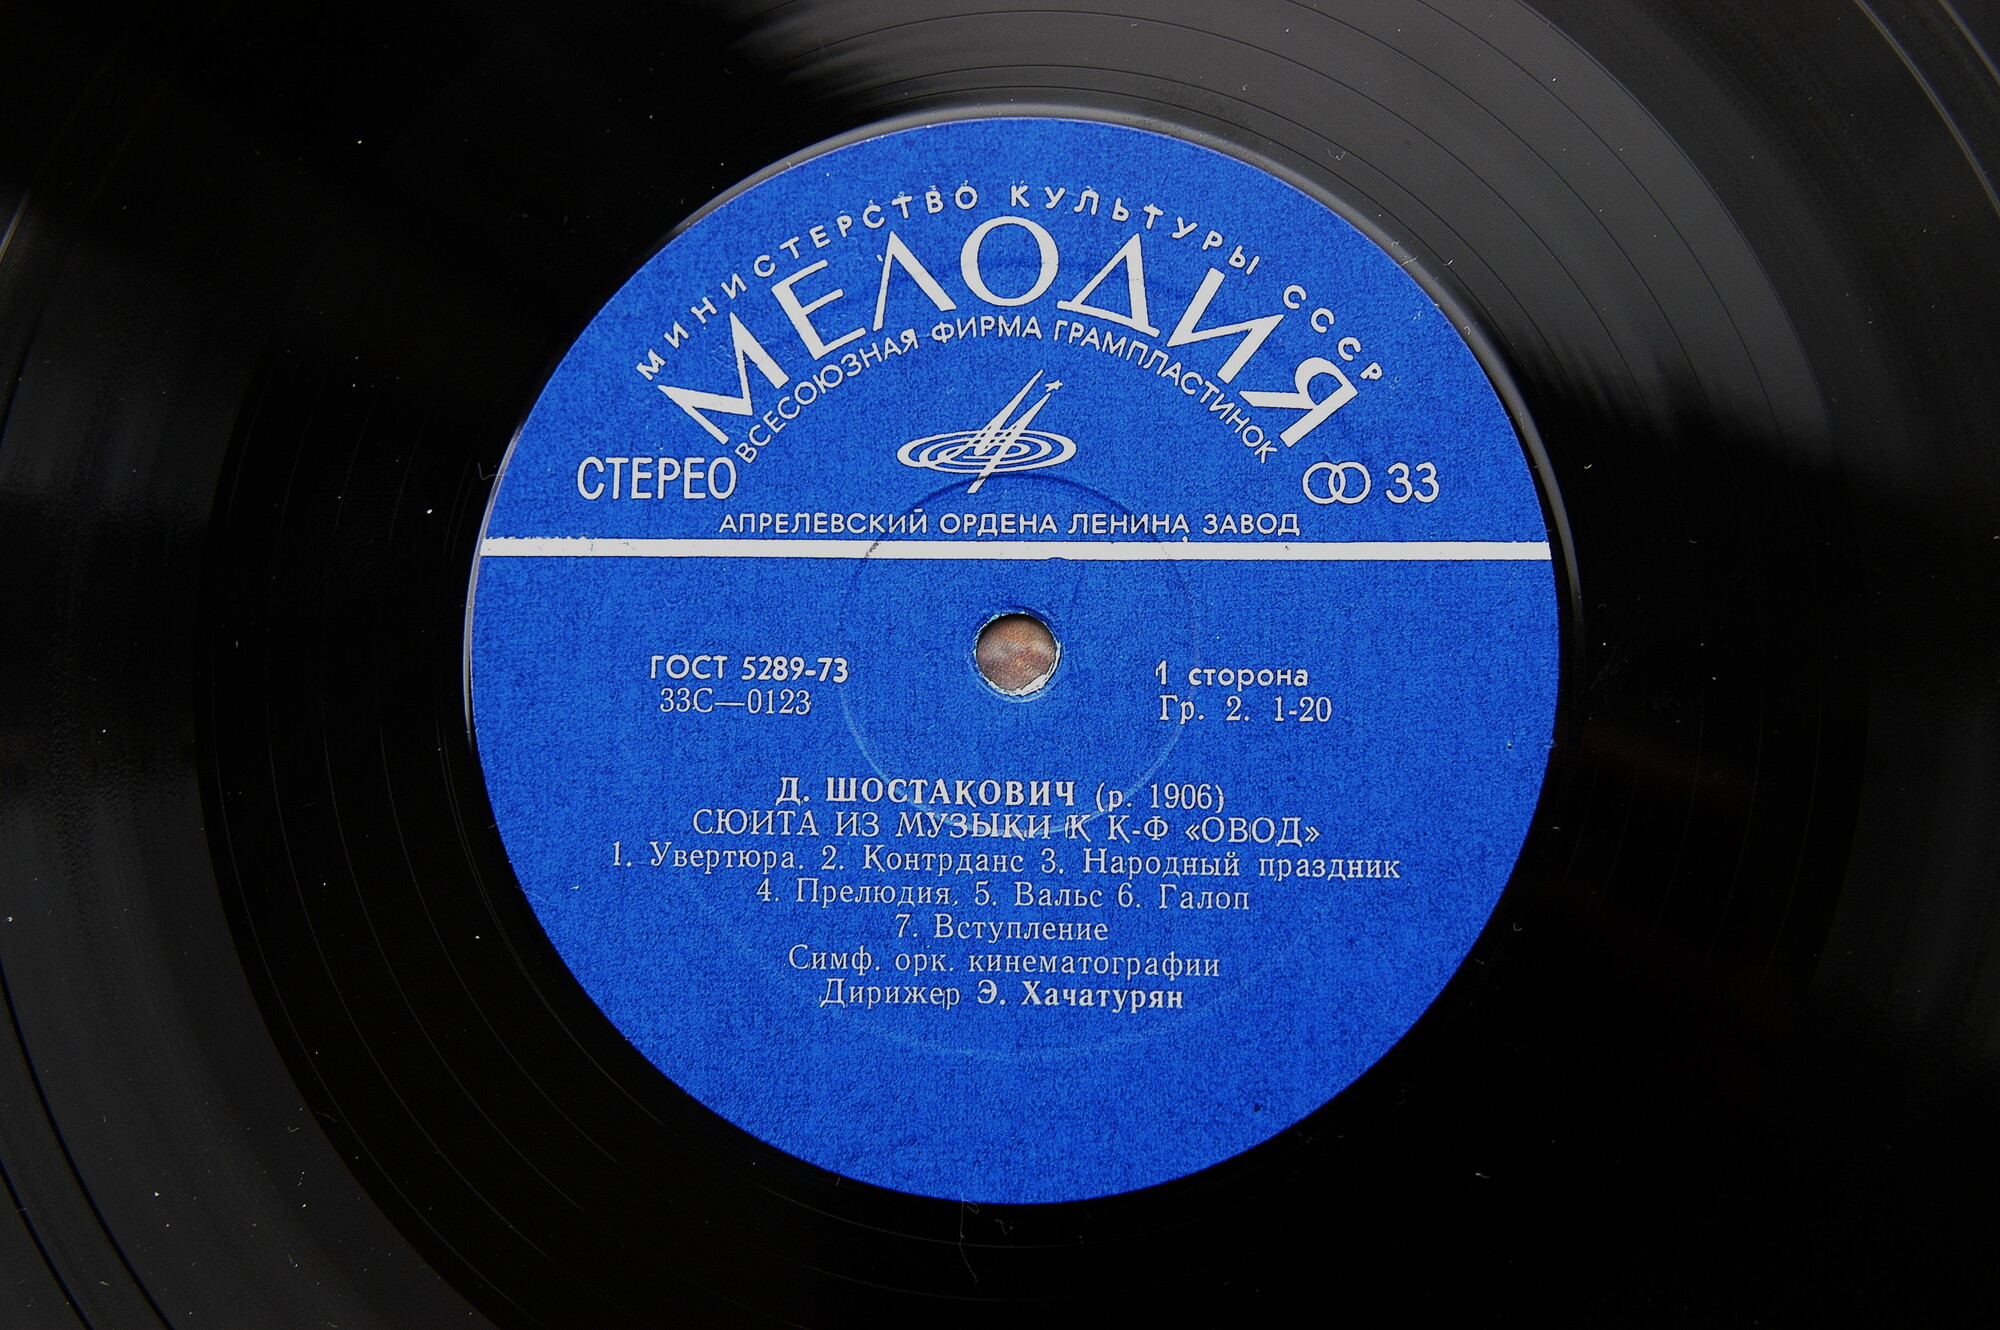 МИНИСТЕРСТВО КУЛЬТУРЫ СССР
МЕЛОДИЯ
ВСЕСОЮЗНАЯ ФИРМА ГРАМПЛАСТИНОК
СТЕРЕО
33
АПРЕЛЕВСКИЙ ОРДЕНА ЛЕНИНА ЗАВОД
ГОСТ 5289-73
33С—0123
1 сторона
Гр. 2. 1-20
Д. ШОСТАКОВИЧ (р. 1906)
СЮИТА ИЗ МУЗЫКИ К К-Ф «ОВОД»
1. Увертюра. 2. Контрданс 3. Народный праздник
4. Прелюдия. 5. Вальс 6. Галоп
7. Вступление
Симф. орк. кинематографии
Дирижер Э. Хачатурян